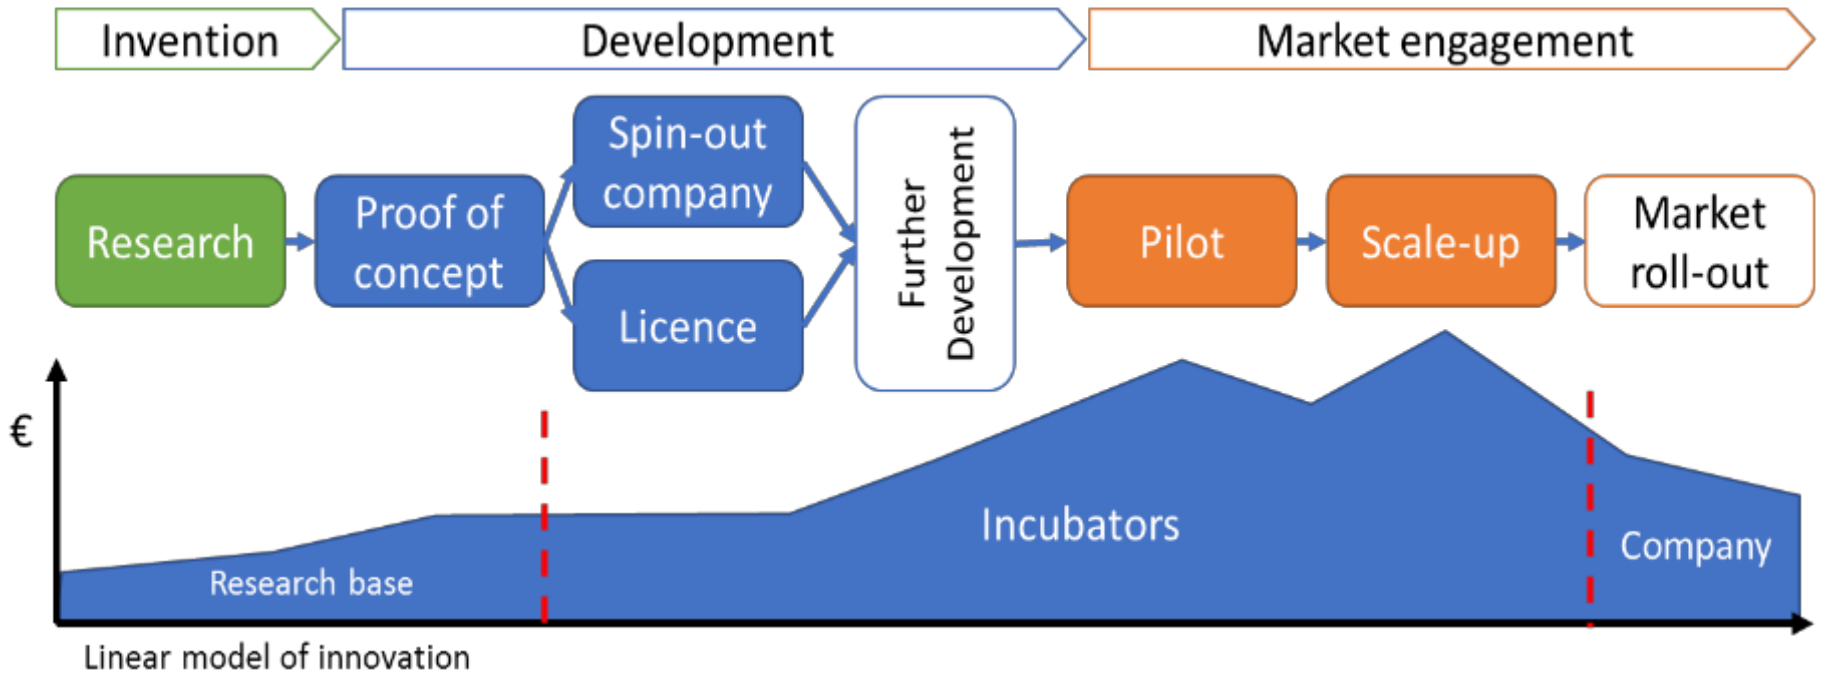 Invention
Development
Market engagement
Research
Proof of
concept
Spin-out
company
Licence
Further
Development
Pilot
Scale-up
Market
roll-out
€
Research base
Incubators
Company
Linear model of innovation